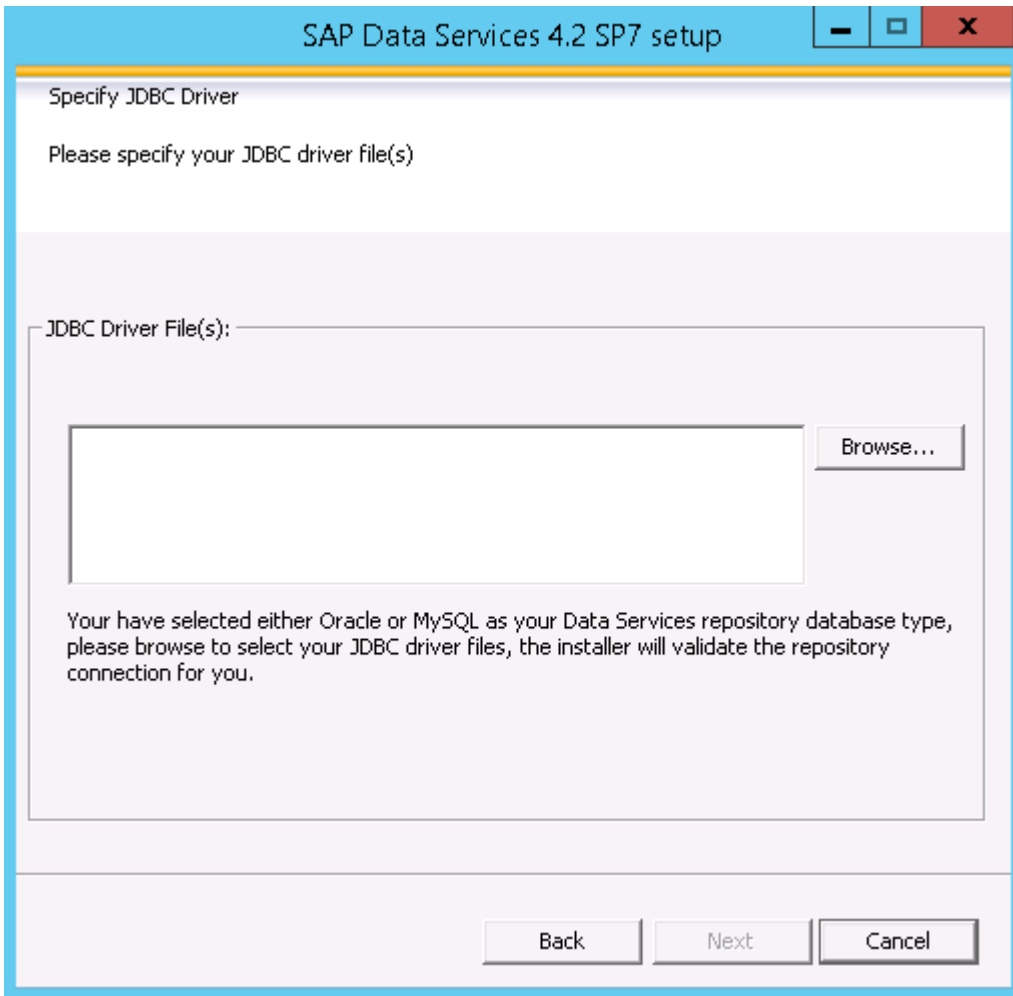 SAP Data Services 4.2 SP7 setup
Specify JDBC Driver
Please specify your JDBC driver file(s)
JDBC Driver File(s):
Browse...
Your have selected either Oracle or MySQL as your Data Services repository database type,
please browse to select your JDBC driver files, the installer will validate the repository
connection for you.
Back
Next
Cancel